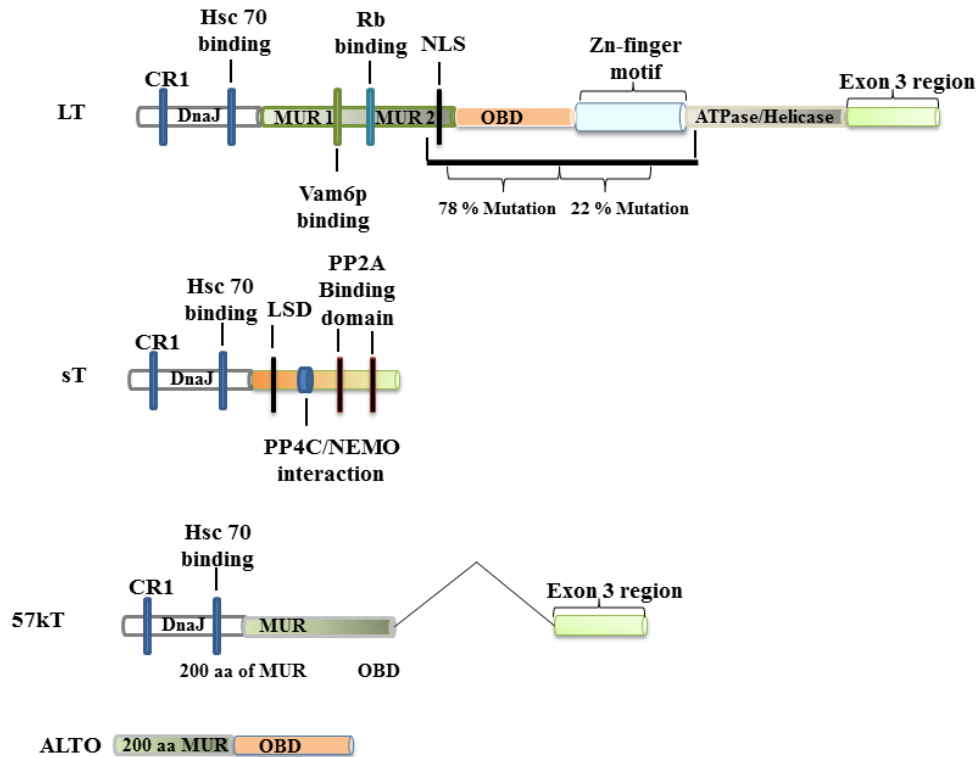 Hsc 70
binding
Rb
binding
NLS
Zn-finger
motif
CR1
Exon 3 region
LT
DnaJ
MUR 1
MUR 2
OBD
ATPase/Helicase
Vam6p
binding
78 % Mutation
22 % Mutation
PP2A
Binding
domain
Hsc 70
binding
LSD
CR1
sT
DnaJ
PP4C/NEMO
interaction
Hsc 70
binding
CR1
Exon 3 region
57kT
DnaJ
MUR
200 aa of MUR
OBD
ALTO
200 aa MUR
OBD